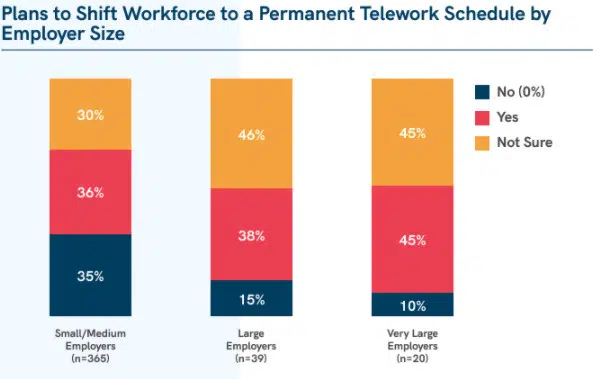 Plans to Shift Workforce to a Permanent Telework Schedule by
Employer Size
No (0%)
Yes
Not Sure
30%
36%
35%
46%
38%
15%
45%
45%
10%
Small/Medium
Employers
(n=365)
Large
Employers
(n=39)
Very Large
Employers
(n=20)